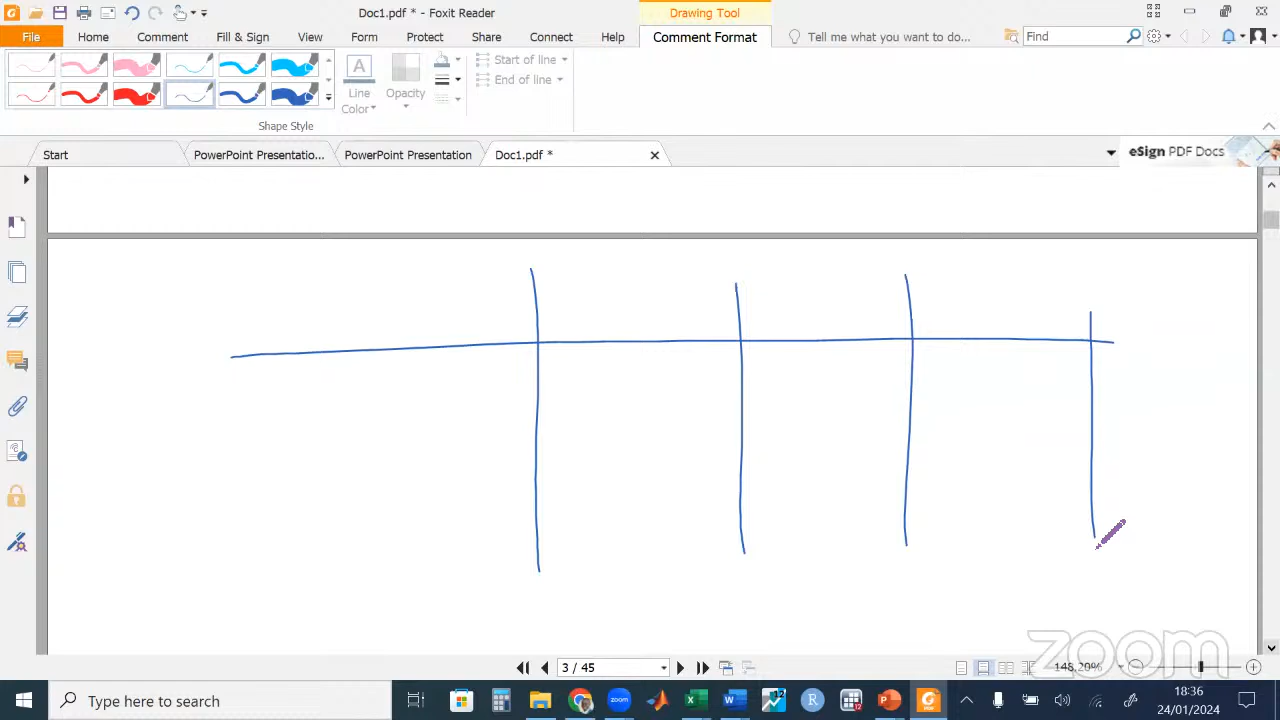 Doc1.pdf * - Foxit Reader
Drawing Tool
File Home Comment Fill & Sign View Form Protect Share Connect Help Comment Format Tell me what you want to do... Find
A
Line Color
Opacity
Start of line
End of line
Shape Style
Start
PowerPoint Presentatio...
PowerPoint Presentation
Doc1.pdf *
eSign PDF Docs
zoom
3 / 45
148.20%
Type here to search
zoom
12
18:36
24/01/2024